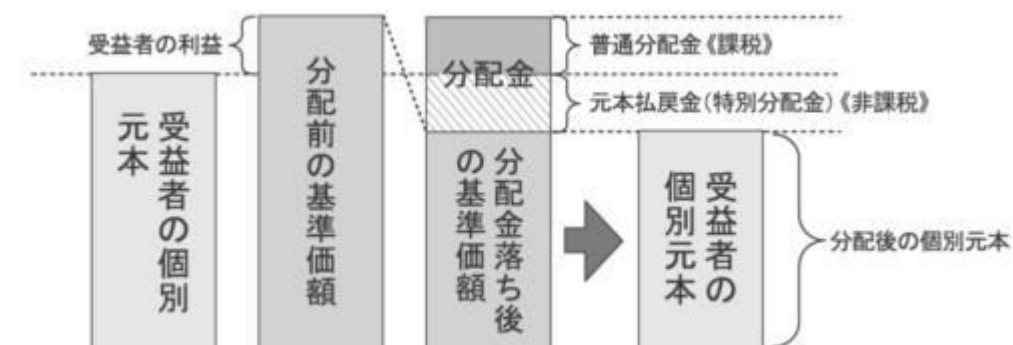 受益者の利益
受益者の個別
元本
分配前の基準価額
分配金
分配金落ち後
の基準価額
普通分配金《課税》
元本払戻金(特別分配金)《非課税》
受益者の
個別元本
分配後の個別元本